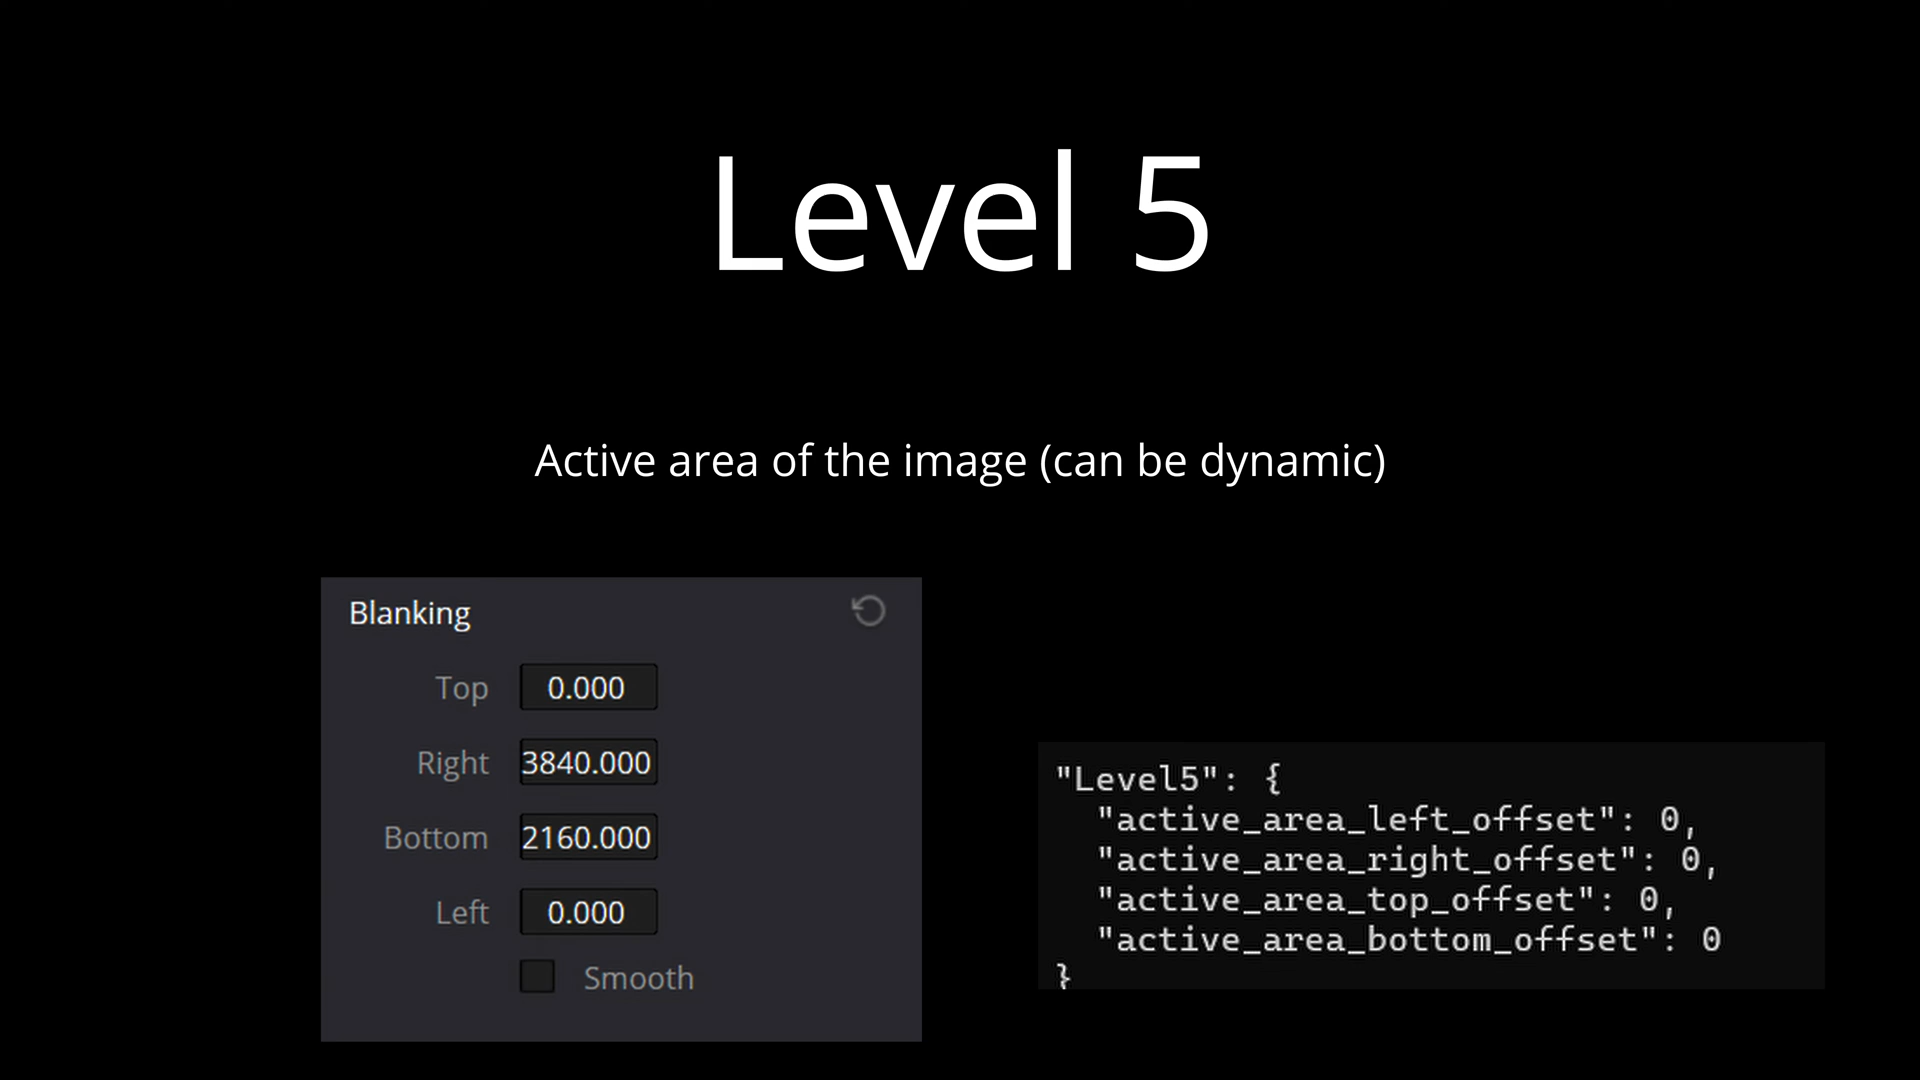 Level 5
Active area of the image (can be dynamic)
Blanking
Top 0.000
Right 3840.000
Bottom 2160.000
Left 0.000
Smooth
"Level5": {
"active_area_left_offset": 0,
"active_area_right_offset": 0,
"active_area_top_offset": 0,
"active_area_bottom_offset": 0
}